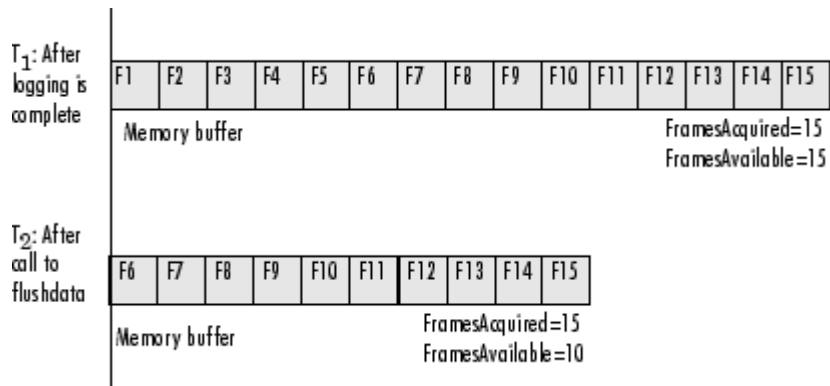 T1: After
logging is
complete
F1 F2 F3 F4 F5 F6 F7 F8 F9 F10 F11 F12 F13 F14 F15
Memory buffer
FramesAcquired=15
FramesAvailable=15
T2: After
call to
flushdata
F6 F7 F8 F9 F10 F11 F12 F13 F14 F15
Memory buffer
FramesAcquired=15
FramesAvailable=10